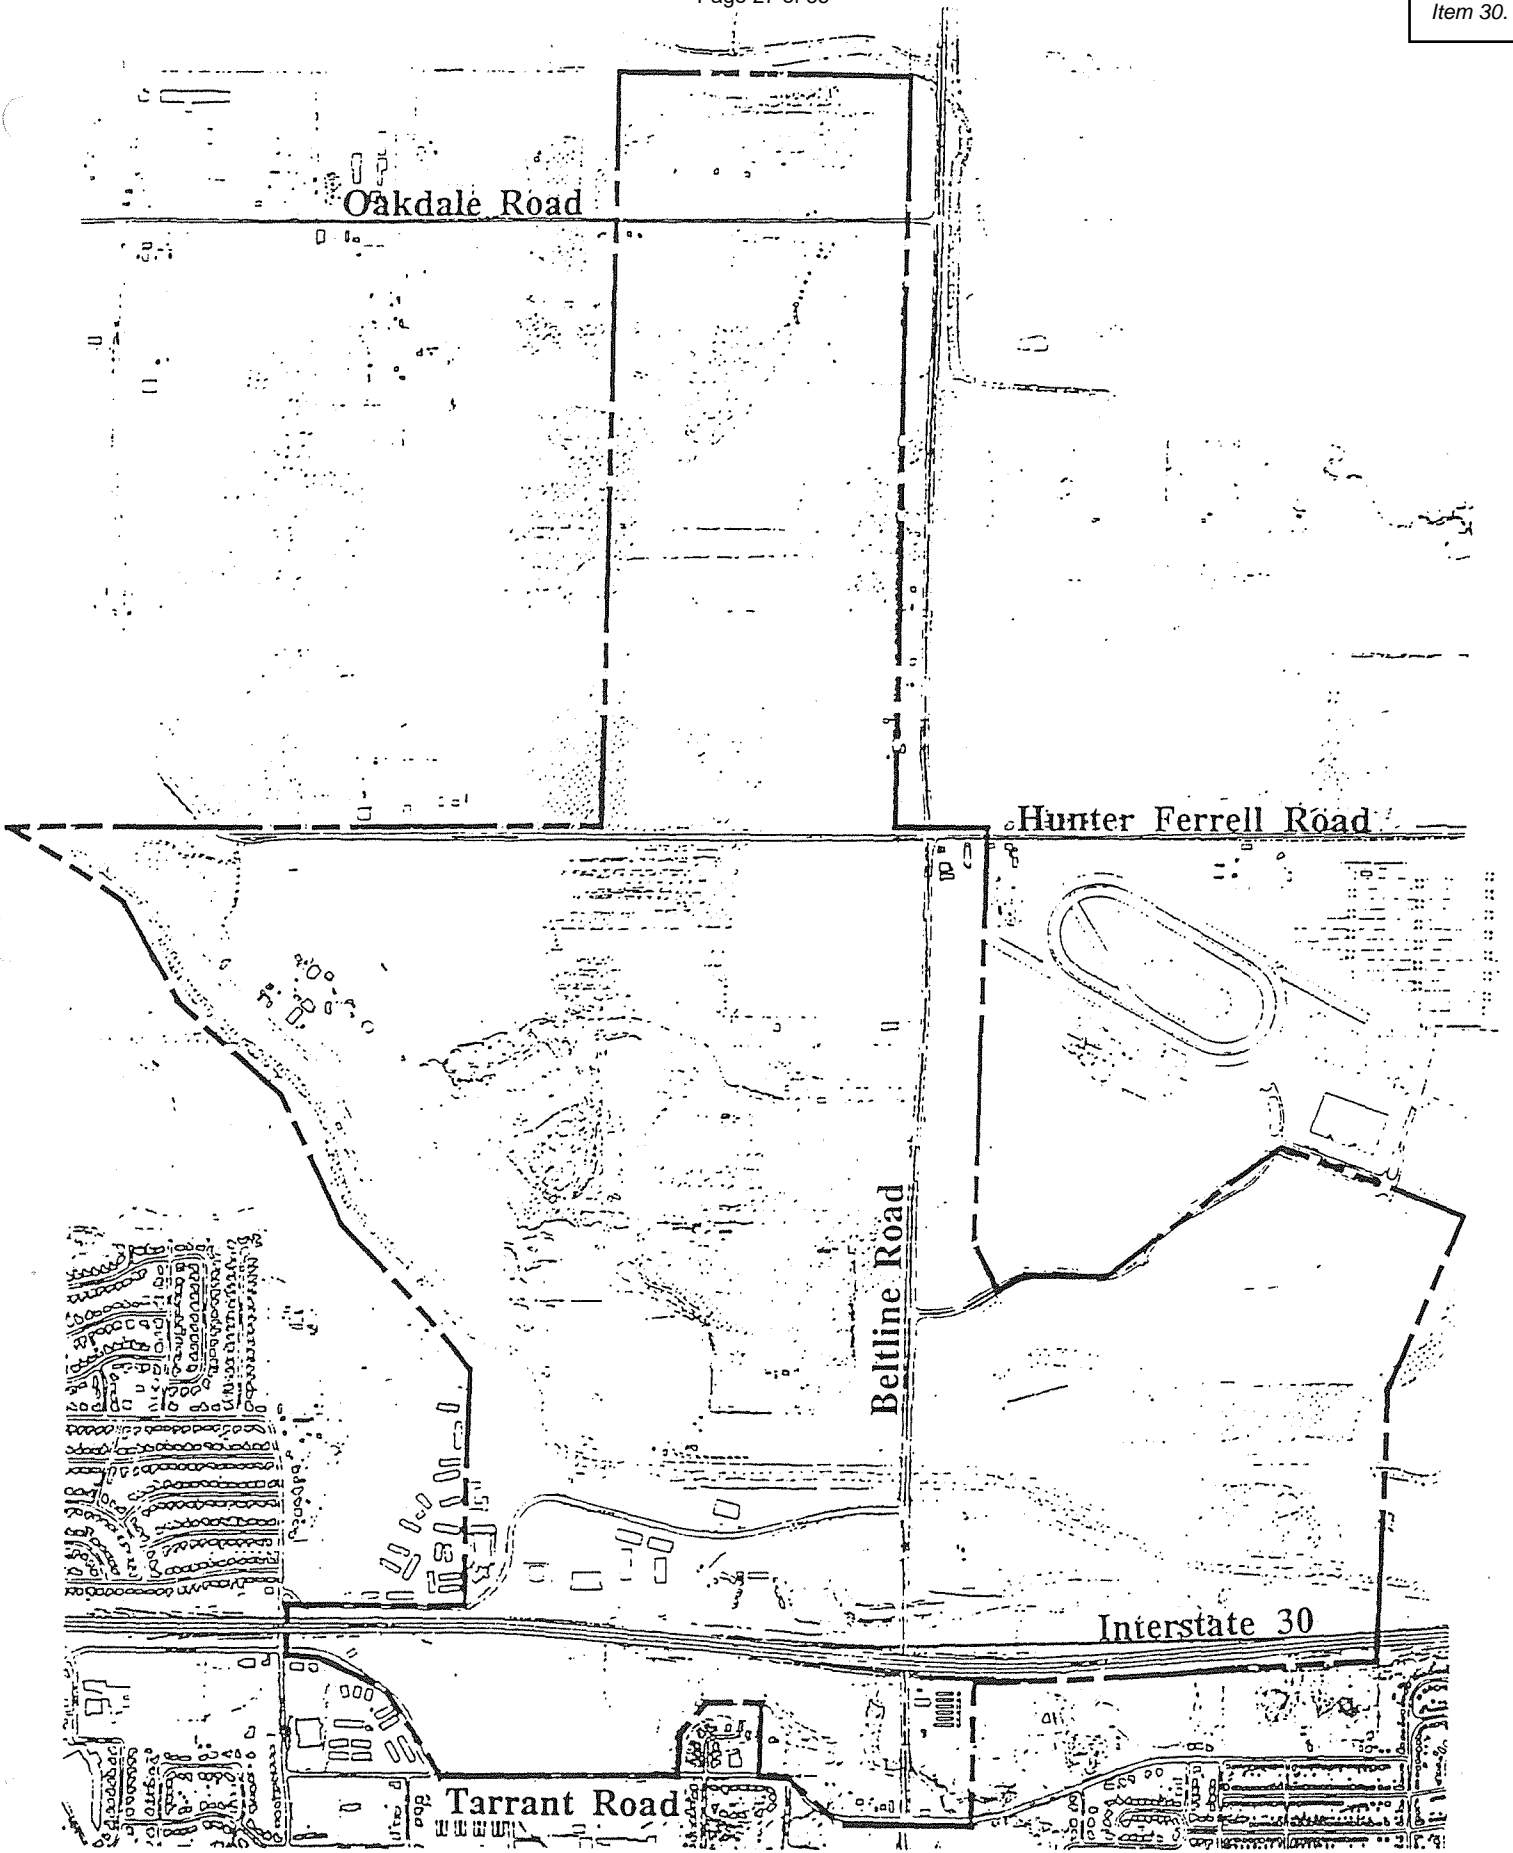 Item 30.
Oakdale Road
Hunter Ferrell Road
Beltline Road
Interstate 30
Tarrant Road